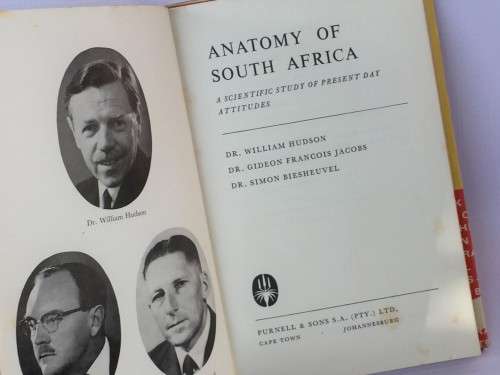 Dr. William Hudson
ANATOMY OF
SOUTH AFRICA
A SCIENTIFIC STUDY OF PRESENT DAY
ATTITUDES
DR. WILLIAM HUDSON
DR. GIDEON FRANCOIS JACOBS
DR. SIMON BIESHEUVEL
PURNELL & SONS S.A. (PTY.) LTD.
CAPE TOWN JOHANNESBURG